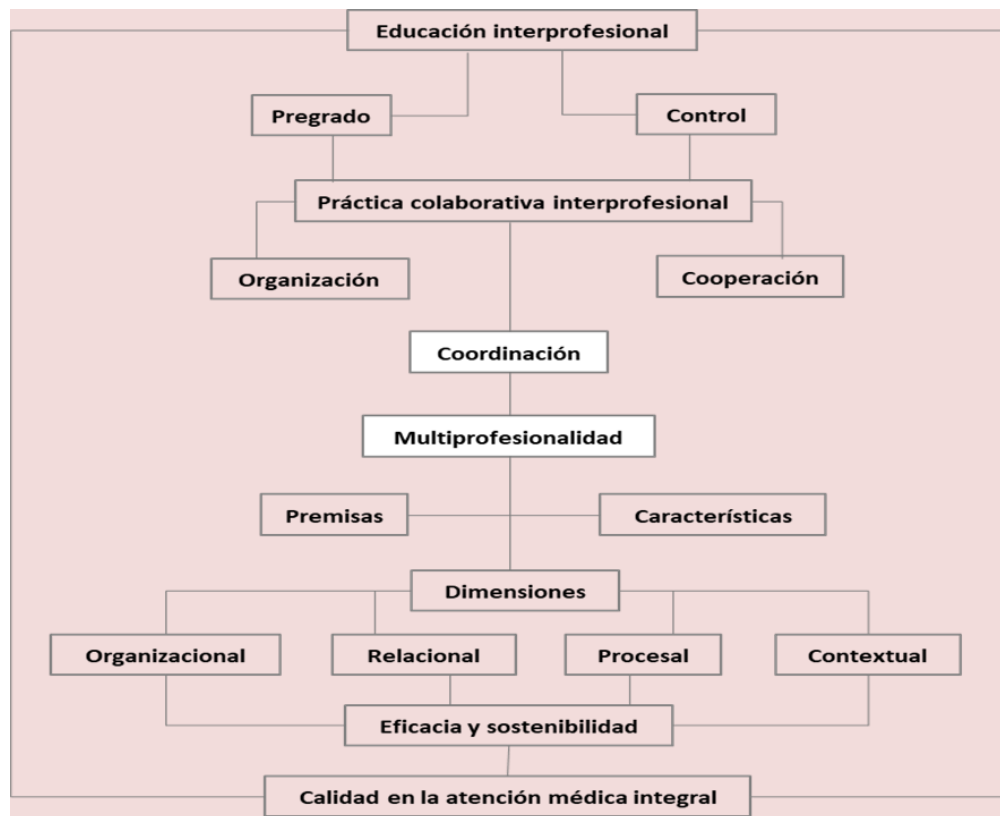 Educación interprofesional
Pregrado
Control
Práctica colaborativa interprofesional
Organización
Cooperación
Coordinación
Multiprofesionalidad
Premisas
Características
Dimensiones
Organizacional
Relacional
Procesal
Contextual
Eficacia y sostenibilidad
Calidad en la atención médica integral